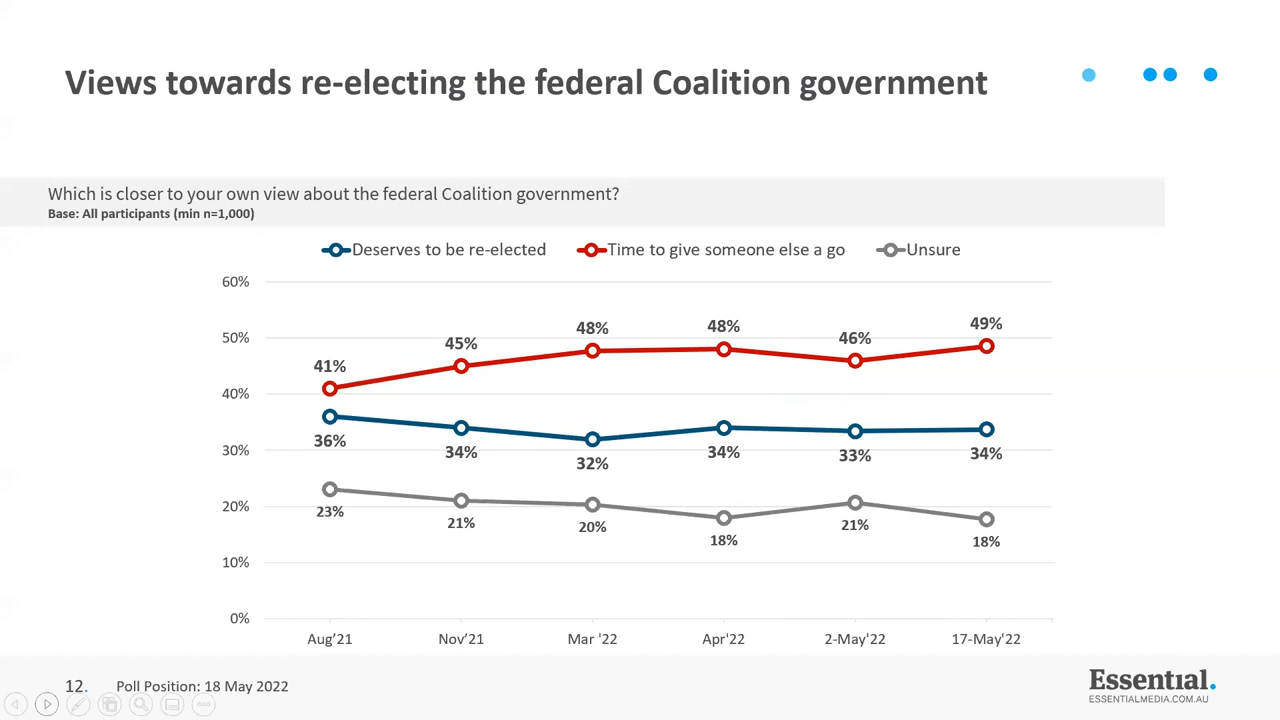 Views towards re-electing the federal Coalition government
Which is closer to your own view about the federal Coalition government?
Base: All participants (min n=1,000)
Deserves to be re-elected
Time to give someone else a go
Unsure
60%
50%
40%
30%
20%
10%
0%
41%
45%
48%
48%
46%
49%
36%
34%
32%
34%
33%
34%
23%
21%
20%
18%
21%
18%
Aug’21
Nov’21
Mar '22
Apr'22
2-May'22
17-May'22
12.
Poll Position: 18 May 2022
Essential.
ESSENTIALMEDIA.COM.AU